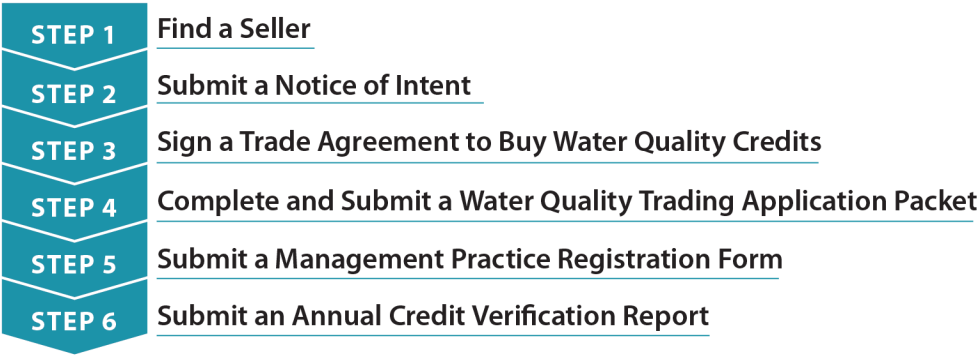 STEP 1 Find a Seller
STEP 2 Submit a Notice of Intent
STEP 3 Sign a Trade Agreement to Buy Water Quality Credits
STEP 4 Complete and Submit a Water Quality Trading Application Packet
STEP 5 Submit a Management Practice Registration Form
STEP 6 Submit an Annual Credit Verification Report